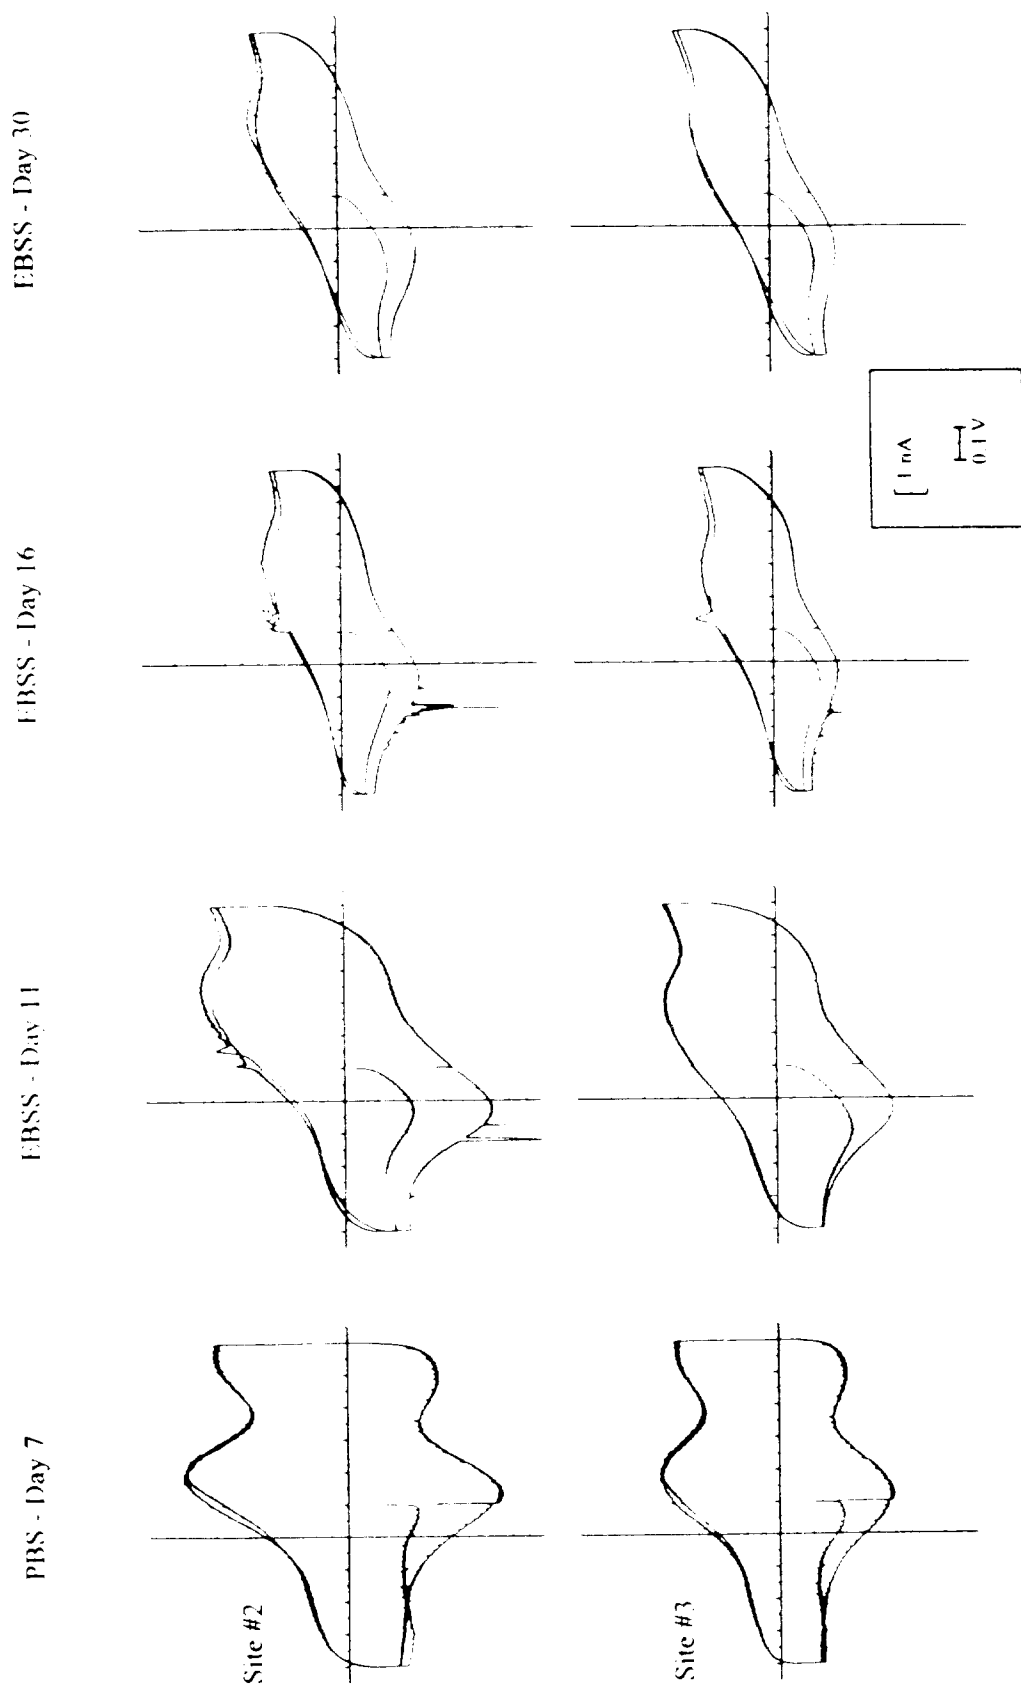 PBS - Day 7
EBSS - Day 11
EBSS - Day 16
EBSS - Day 30
Site #2
Site #3
1 nA
0.1 V